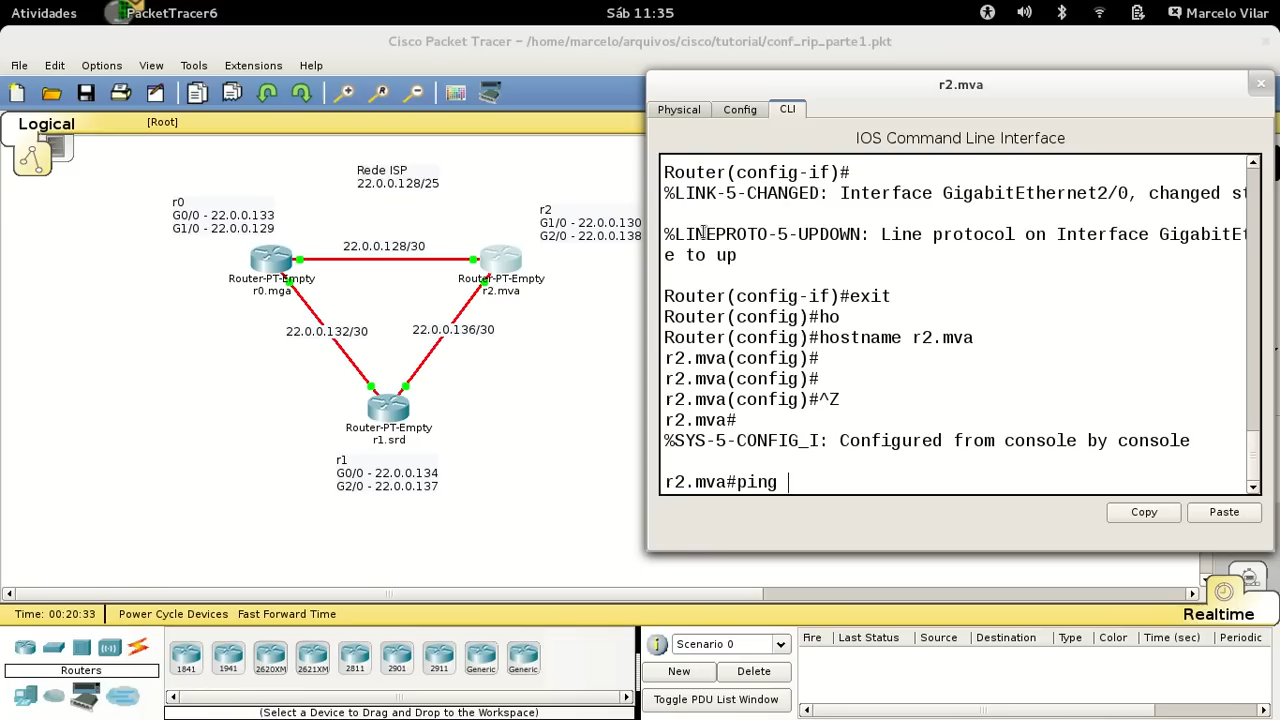 Atividades
PacketTracer6
Sáb 11:35
Marcelo Vilar
Cisco Packet Tracer – /home/marcelo/arquivos/cisco/tutorial/conf_rip_parte1.pkt
File Edit Options View Tools Extensions Help
Logical
[Root]
Rede ISP
22.0.0.128/25
r0
G0/0 - 22.0.0.133
G1/0 - 22.0.0.129
r2
G1/0 - 22.0.0.130
G2/0 - 22.0.0.138
22.0.0.128/30
Router-PT-Empty
r0.mga
Router-PT-Empty
r2.mva
22.0.0.132/30
22.0.0.136/30
Router-PT-Empty
r1.srd
r1
G0/0 - 22.0.0.134
G2/0 - 22.0.0.137
r2.mva
Physical Config CLI
IOS Command Line Interface
Router(config-if)#
%LINK-5-CHANGED: Interface GigabitEthernet2/0, changed st
%LINEPROTO-5-UPDOWN: Line protocol on Interface GigabitEt
e to up
Router(config-if)#exit
Router(config)#ho
Router(config)#hostname r2.mva
r2.mva(config)#
r2.mva(config)#
r2.mva(config)#^Z
r2.mva#
%SYS-5-CONFIG_I: Configured from console by console
r2.mva#ping
Copy Paste
Time: 00:20:33 Power Cycle Devices Fast Forward Time
Realtime
Routers
1841 1941 2620XM 2621XM 2811 2901 2911 Generic Generic
(Select a Device to Drag and Drop to the Workspace)
Scenario 0
New Delete
Toggle PDU List Window
Fire Last Status Source Destination Type Color Time (sec) Periodic